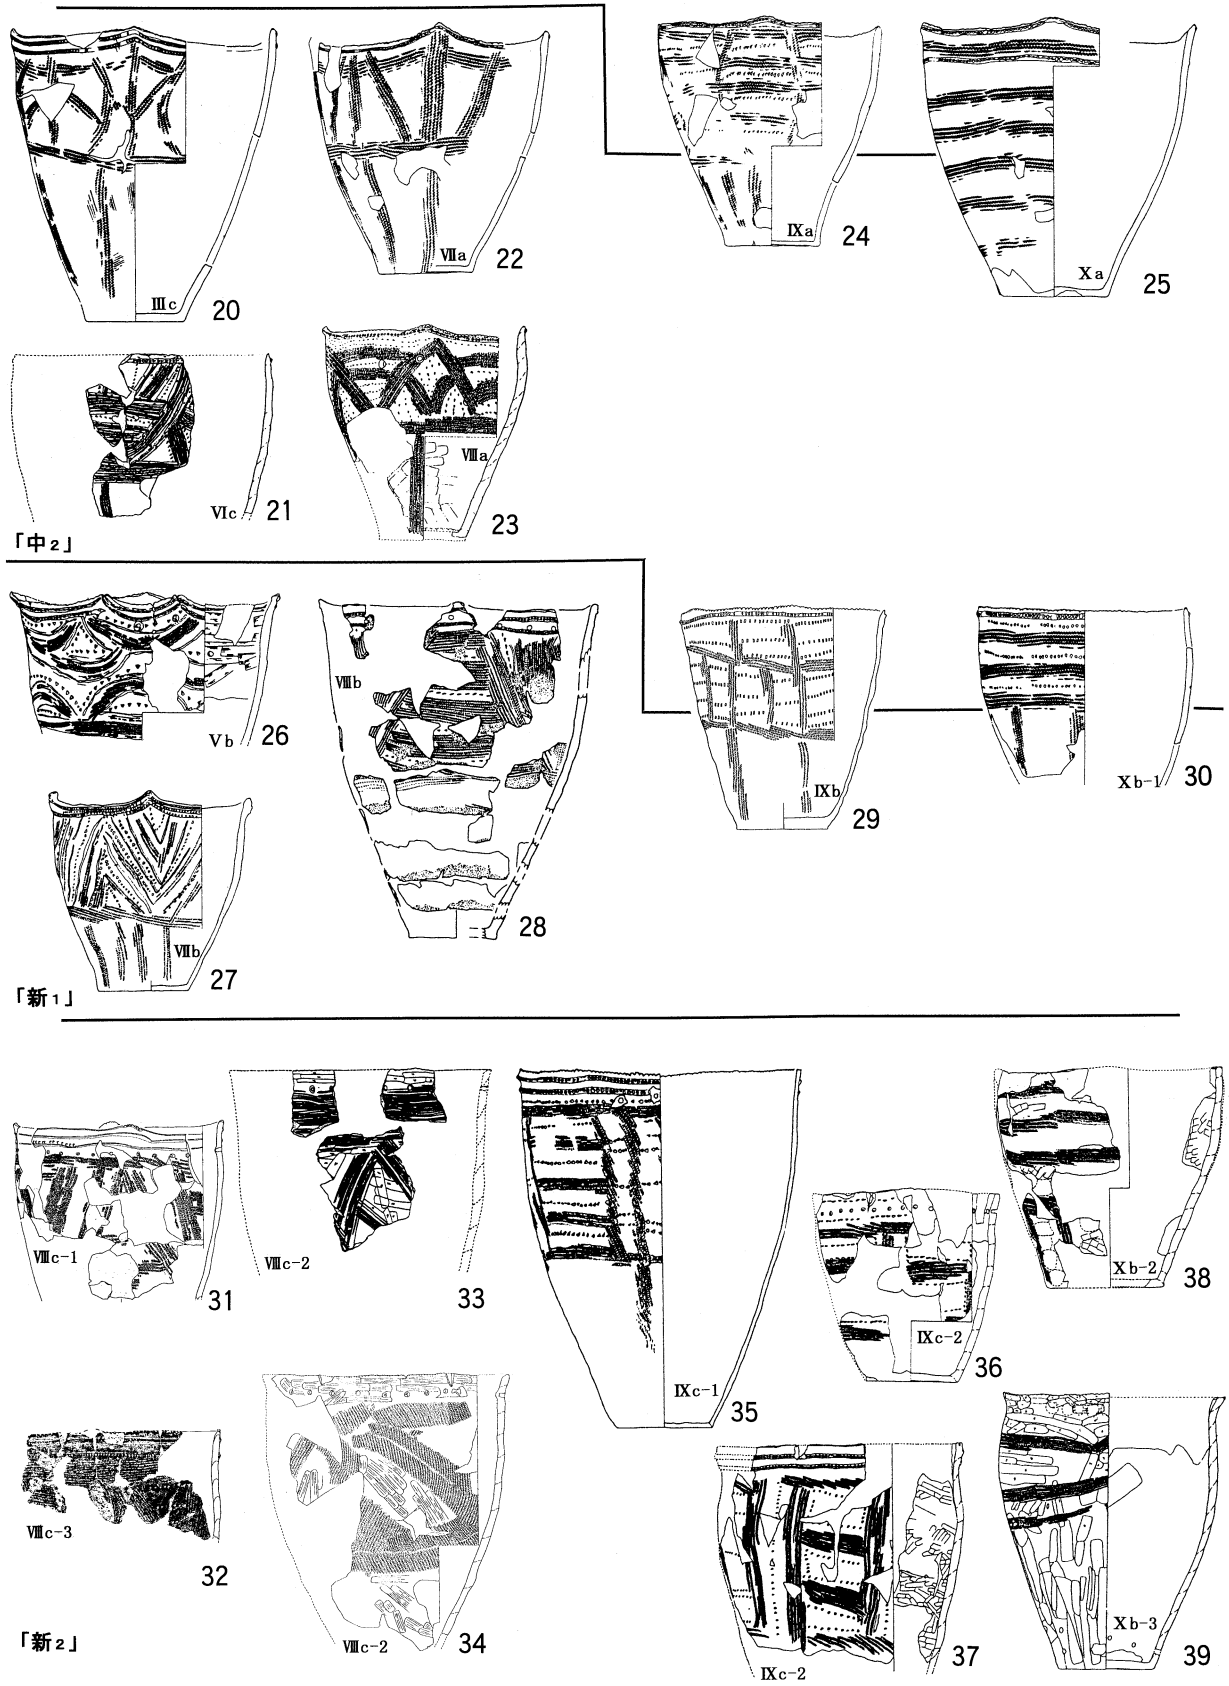 Ⅲc
20
Ⅶa
22
Ⅸa
24
Ⅹa
25
Ⅵc
21
Ⅷa
23
「中2」
Ⅴb
26
Ⅷb
28
Ⅸb
29
Ⅹb-1
30
Ⅶb
27
「新1」
Ⅷc-1
31
Ⅷc-2
33
Ⅸc-1
35
Ⅸc-2
36
Ⅹb-2
38
Ⅷc-3
32
Ⅷc-2
34
Ⅸc-2
37
Ⅹb-3
39
「新2」